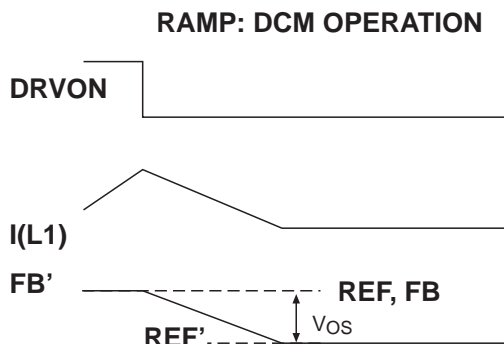 RAMP: DCM OPERATION
DRVON
I(L1)
FB’
REF, FB
VOS
REF’